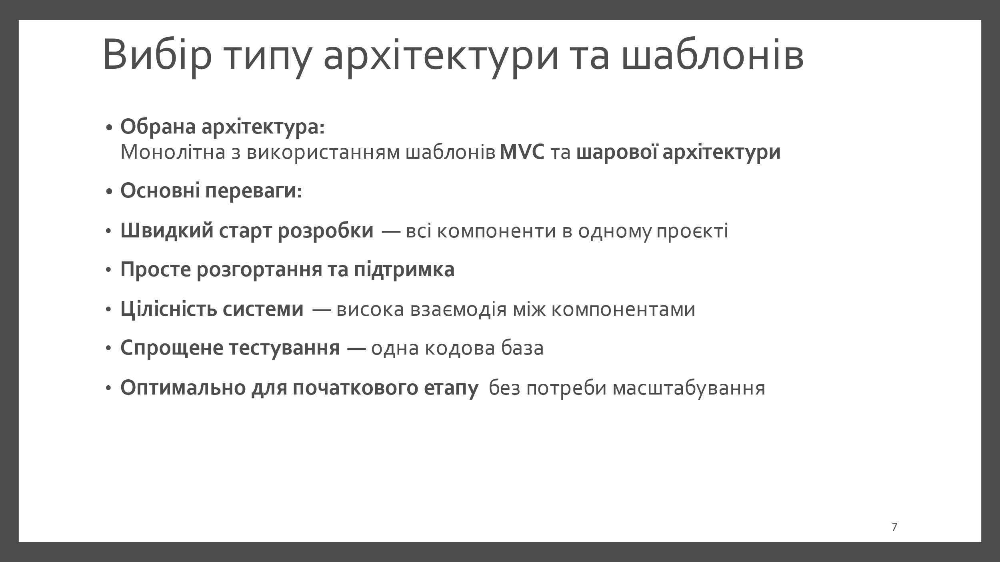 Вибір типу архітектури та шаблонів
• Обрана архітектура:
Монолітна з використанням шаблонів MVC та шарової архітектури
• Основні переваги:
• Швидкий старт розробки — всі компоненти в одному проєкті
• Просте розгортання та підтримка
• Цілісність системи — висока взаємодія між компонентами
• Спрощене тестування — одна кодова база
• Оптимально для початкового етапу без потреби масштабування
7